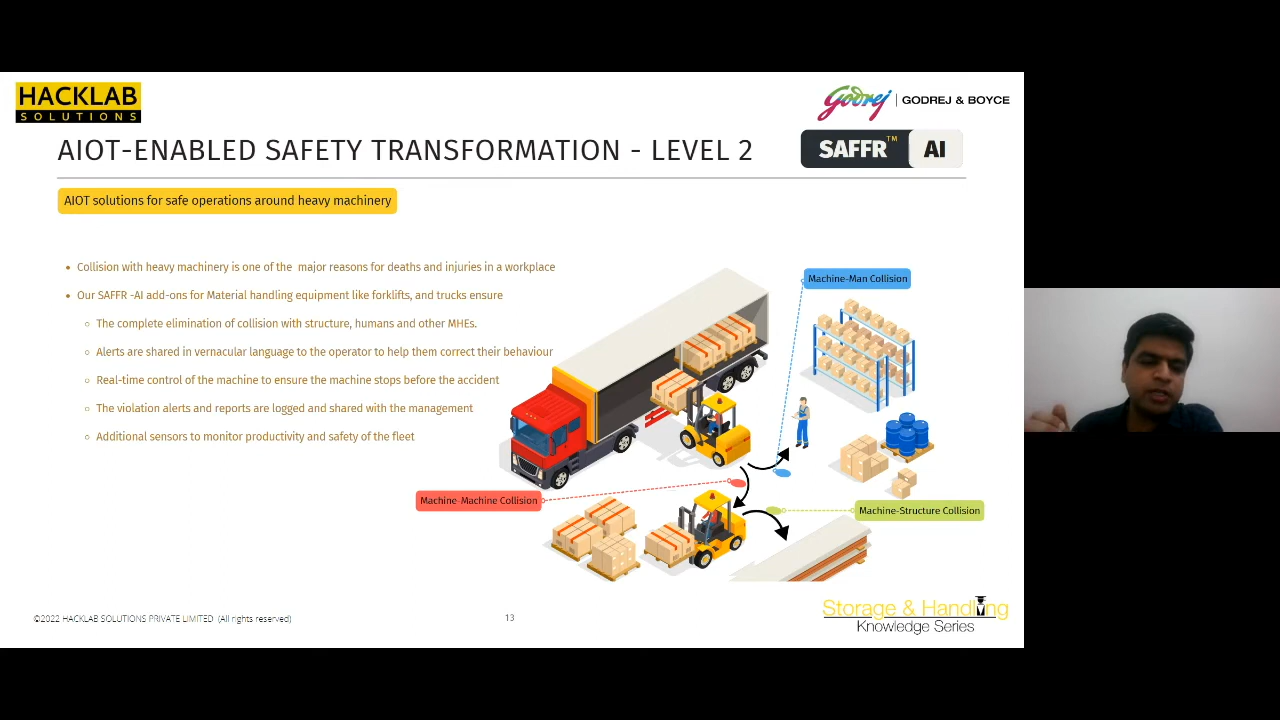 HACKLAB
SOLUTIONS
Godrej | GODREJ & BOYCE
AIOT-ENABLED SAFETY TRANSFORMATION - LEVEL 2
SAFFR™ AI
AIOT solutions for safe operations around heavy machinery
• Collision with heavy machinery is one of the major reasons for deaths and injuries in a workplace
• Our SAFFR -AI add-ons for Material handling equipment like forklifts, and trucks ensure
○ The complete elimination of collision with structure, humans and other MHEs.
○ Alerts are shared in vernacular language to the operator to help them correct their behaviour
○ Real-time control of the machine to ensure the machine stops before the accident
○ The violation alerts and reports are logged and shared with the management
○ Additional sensors to monitor productivity and safety of the fleet
Machine-Man Collision
Machine-Machine Collision
Machine-Structure Collision
©2022 HACKLAB SOLUTIONS PRIVATE LIMITED (All rights reserved)
13
Storage & Handling
Knowledge Series